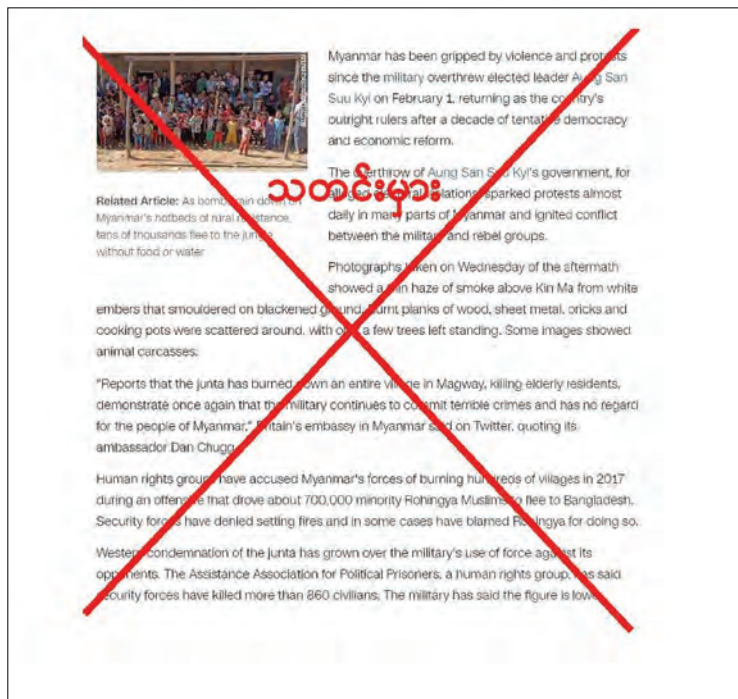 Myanmar has been gripped by violence and protests
since the military overthrew elected leader Aung San
Suu Kyi on February 1, returning as the country's
outright rulers after a decade of tentative democracy
and economic reform.
The overthrow of Aung San Suu Kyi's government, for
alleged electoral violations, sparked protests almost
daily in many parts of Myanmar and ignited conflict
between the military and rebel groups.
သတင်းမှား
Related Article: As bombs rain down on
Myanmar's hotbeds of rural resistance,
tens of thousands flee to the jungle
without food or water
Photographs taken on Wednesday of the aftermath
showed a thin haze of smoke above Kin Ma from white
embers that smouldered on blackened ground. Burnt planks of wood, sheet metal, bricks and
cooking pots were scattered around, with only a few trees left standing. Some images showed
animal carcasses.
"Reports that the junta has burned down an entire village in Magway, killing elderly residents,
demonstrate once again that the military continues to commit terrible crimes and has no regard
for the people of Myanmar," Britain's embassy in Myanmar said on Twitter, quoting its
ambassador Dan Chugg.
Human rights groups have accused Myanmar's forces of burning hundreds of villages in 2017
during an offensive that drove about 700,000 minority Rohingya Muslims to flee to Bangladesh.
Security forces have denied setting fires and in some cases have blamed Rohingya for doing so.
Western condemnation of the junta has grown over the military's use of force against its
opponents. The Assistance Association for Political Prisoners, a human rights group, has said
security forces have killed more than 860 civilians. The military has said the figure is lower.